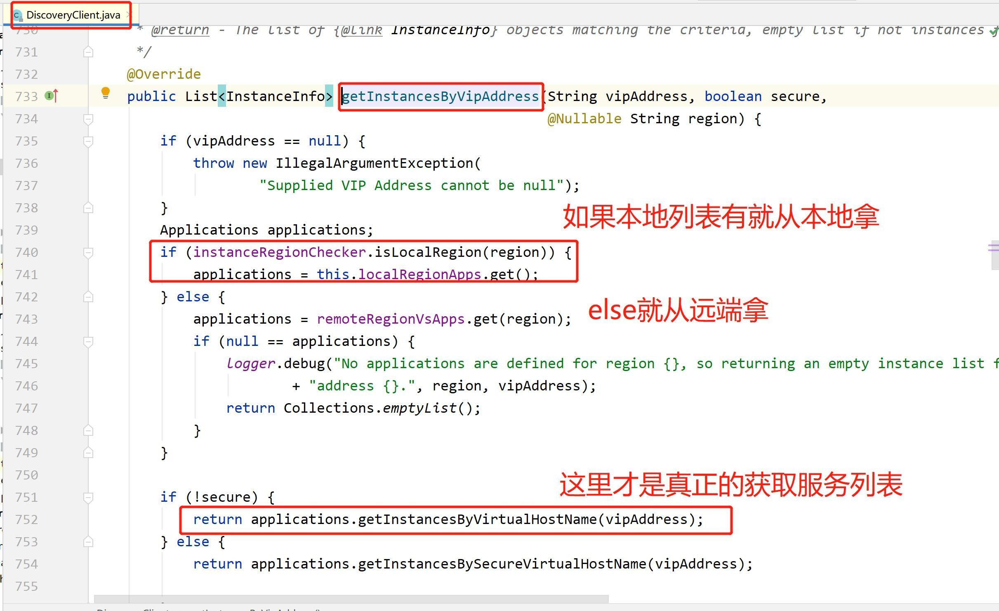 DiscoveryClient.java
730 * @return - The list of {@link InstanceInfo} objects matching the criteria, empty list if not instances
731 */
732 @Override
733 public List<InstanceInfo> getInstancesByVipAddress(String vipAddress, boolean secure,
734 @Nullable String region) {
735 if (vipAddress == null) {
736 throw new IllegalArgumentException(
737 "Supplied VIP Address cannot be null");
738 }
如果本地列表有就从本地拿
739 Applications applications;
740 if (instanceRegionChecker.isLocalRegion(region)) {
741 applications = this.localRegionApps.get();
742 } else {
else就从远端拿
743 applications = remoteRegionVsApps.get(region);
744 if (null == applications) {
745 logger.debug("No applications are defined for region {}, so returning an empty instance list
746 + "address {}.", region, vipAddress);
747 return Collections.emptyList();
748 }
749 }
750
这里才是真正的获取服务列表
751 if (!secure) {
752 return applications.getInstancesByVirtualHostName(vipAddress);
753 } else {
754 return applications.getInstancesBySecureVirtualHostName(vipAddress);
755